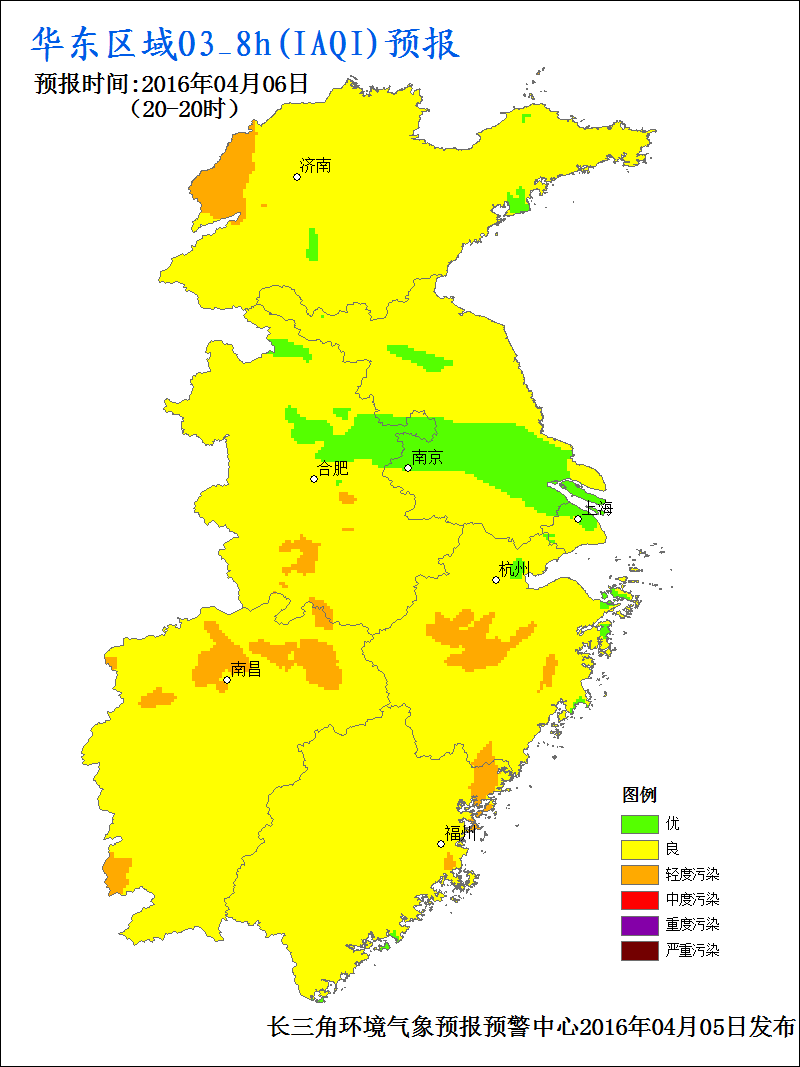 华东区域O3_8h(IAQI)预报
预报时间:2016年04月06日
（20-20时）
济南
南京
合肥
上海
杭州
南昌
福州
图例
优
良
轻度污染
中度污染
重度污染
严重污染
长三角环境气象预报预警中心2016年04月05日发布